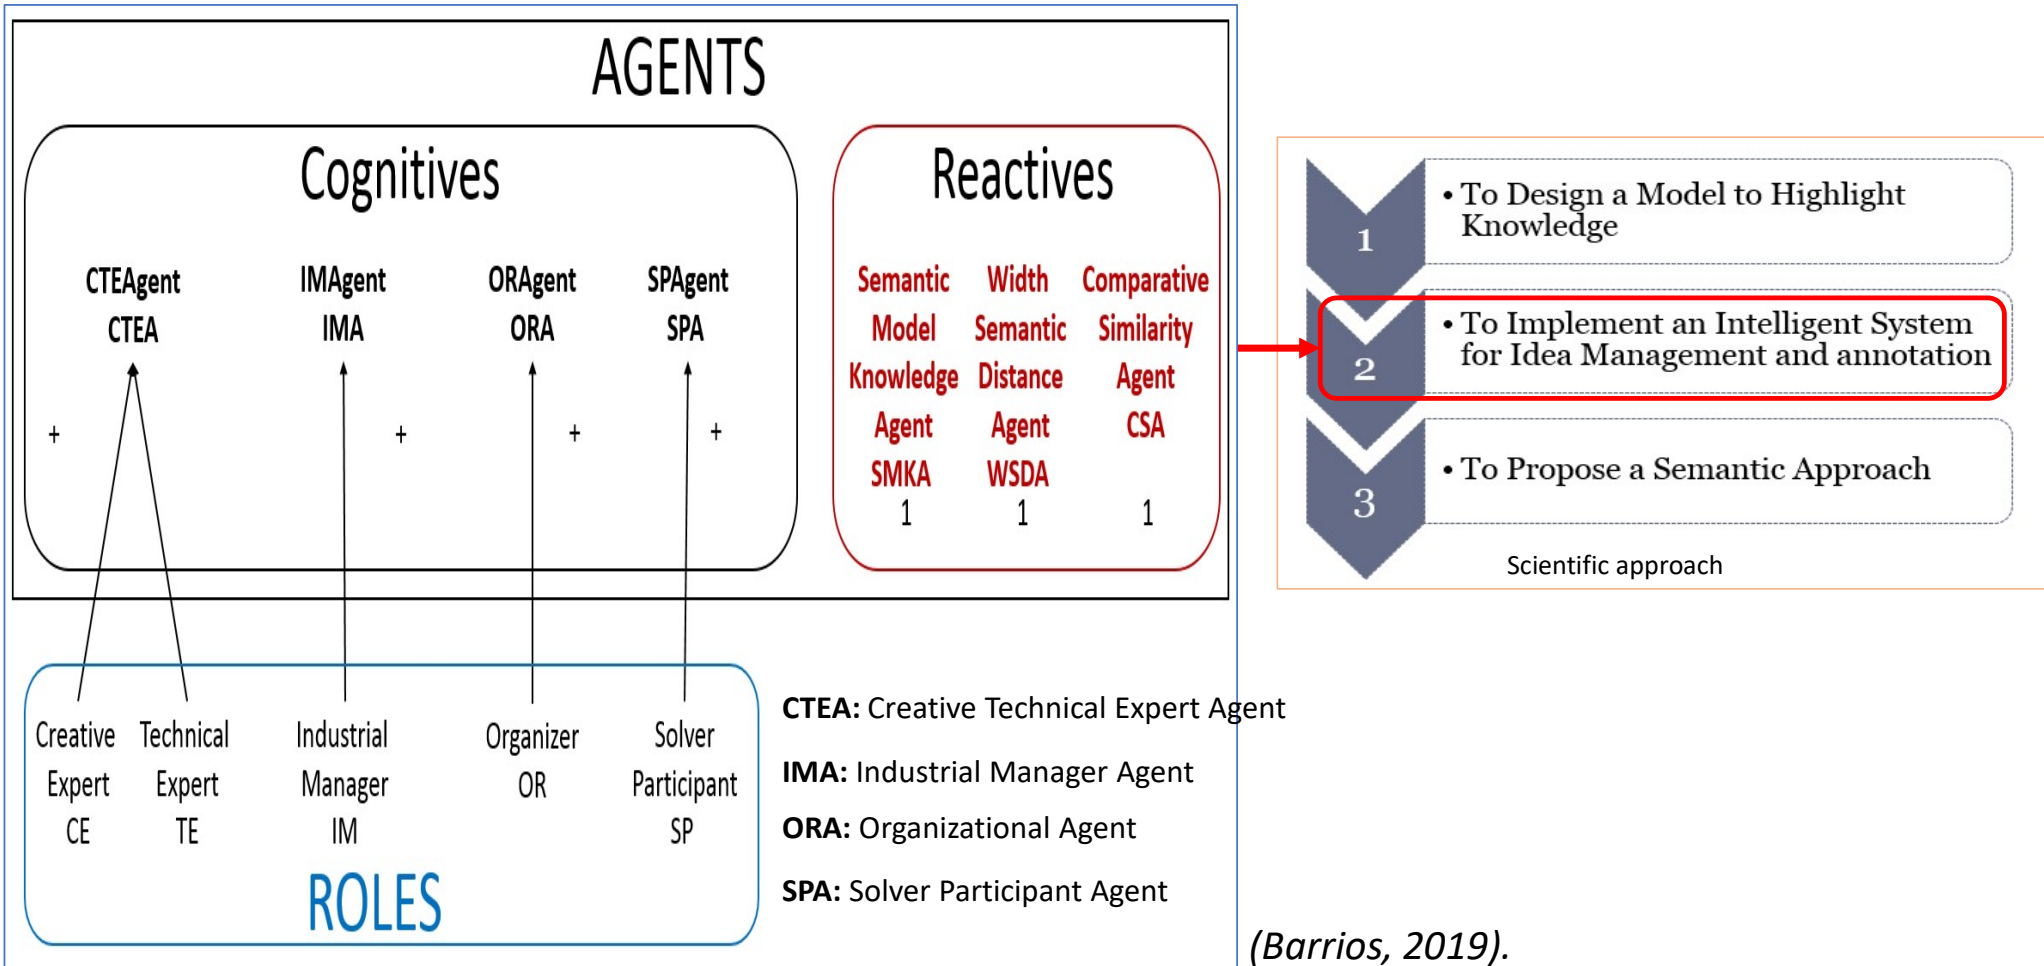 AGENTS
Cognitives
CTEAgent
CTEA
IMAgent
IMA
ORAgent
ORA
SPAgent
SPA
+
+
+
+
Reactives
Semantic
Model
Knowledge
Agent
SMKA
1
Width
Semantic
Distance
Agent
WSDA
1
Comparative
Similarity
Agent
CSA
1
Creative
Expert
CE
Technical
Expert
TE
Industrial
Manager
IM
Organizer
OR
Solver
Participant
SP
ROLES
CTEA: Creative Technical Expert Agent
IMA: Industrial Manager Agent
ORA: Organizational Agent
SPA: Solver Participant Agent
1
• To Design a Model to Highlight
Knowledge
2
• To Implement an Intelligent System
for Idea Management and annotation
3
• To Propose a Semantic Approach
Scientific approach
(Barrios, 2019).